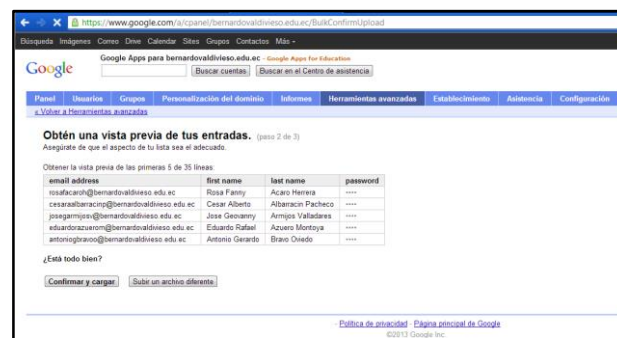 https://www.google.com/a/cpanel/bernardovaldivieso.edu.ec/BulkConfirmUpload
Búsqueda Imágenes Correo Drive Calendar Sites Grupos Contactos Más
Google Apps para bernardovaldivieso.edu.ec - Google Apps for Education
Google
Buscar cuentas Buscar en el Centro de asistencia
Panel Usuarios Grupos Personalización del dominio Informes Herramientas avanzadas Establecimiento Asistencia Configuración
« Volver a Herramientas avanzadas
Obtén una vista previa de tus entradas. (paso 2 de 3)
Asegúrate de que el aspecto de tu lista sea el adecuado.
Obtener la vista previa de las primeras 5 de 35 líneas:
email address first name last name password
rosafacaroh@bernardovaldivieso.edu.ec Rosa Fanny Acaro Herrera ****
cesaraalbarracinp@bernardovaldivieso.edu.ec Cesar Alberto Albarracin Pacheco ****
josegarmijosv@bernardovaldivieso.edu.ec Jose Geovanny Armijos Valladares ****
eduardorazuerom@bernardovaldivieso.edu.ec Eduardo Rafael Azuero Montoya ****
antoniogbravoo@bernardovaldivieso.edu.ec Antonio Gerardo Bravo Oviedo ****
¿Está todo bien?
Confirmar y cargar Subir un archivo diferente
- Política de privacidad - Página principal de Google
©2013 Google Inc.